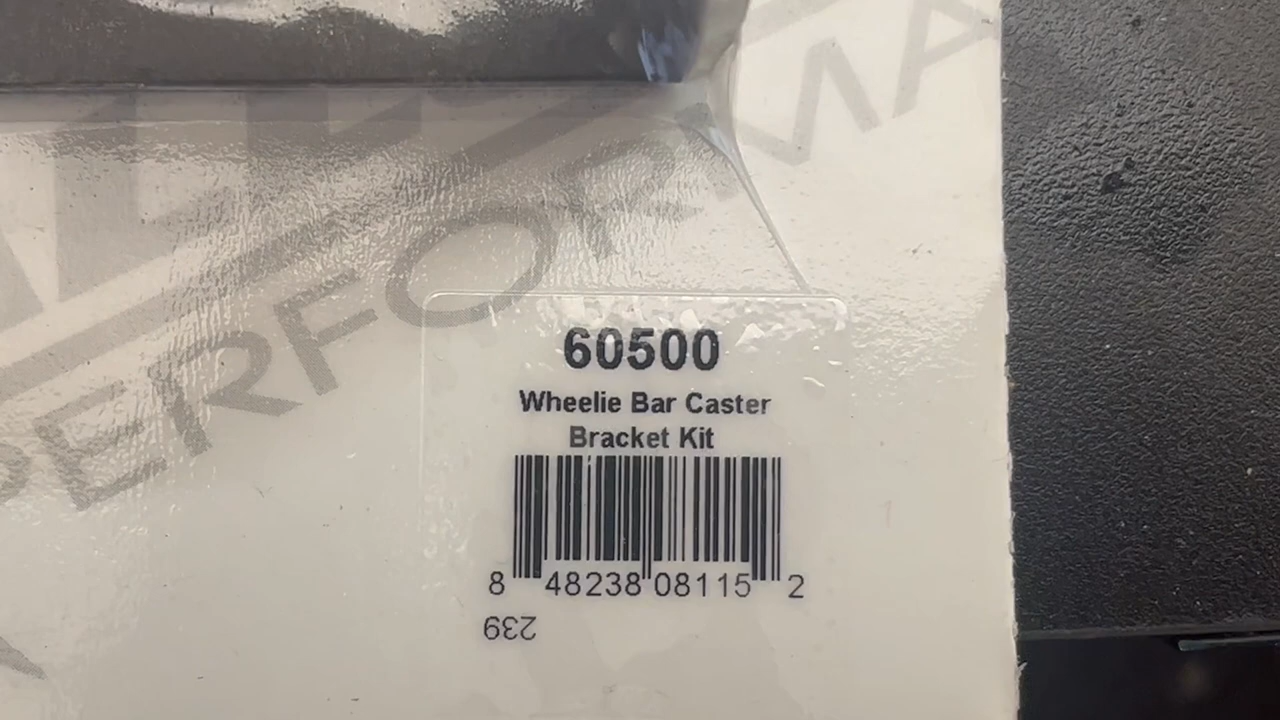 PERFORMA
60500
Wheelie Bar Caster
Bracket Kit
8 48238 08115 2
239